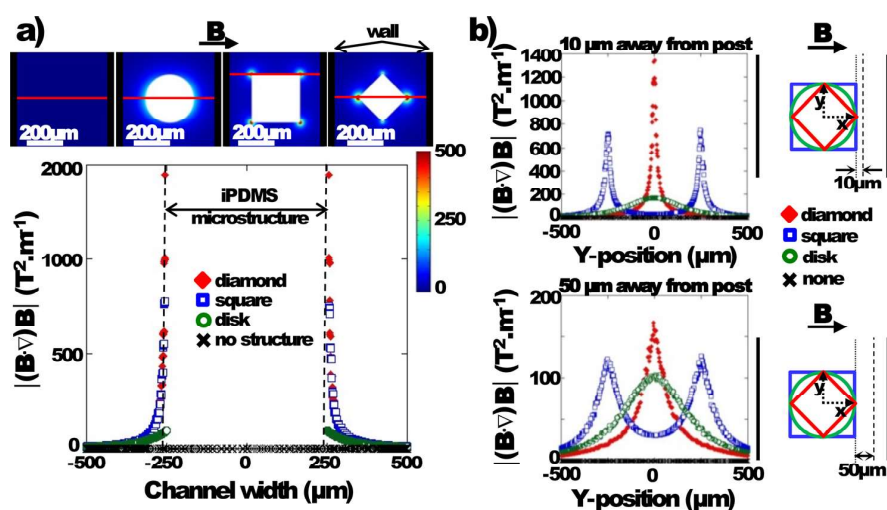 a)
B
wall
200µm
200µm
200µm
200µm
500
250
0
2000
1000
500
0
|(B·∇)B| (T².m⁻¹)
iPDMS
microstructure
diamond
square
disk
no structure
-500
-250
0
250
500
Channel width (µm)
b)
10 µm away from post
1400
1200
1000
800
600
400
200
0
|(B·∇)B| (T².m⁻¹)
-500
0
500
Y-position (µm)
B
y
x
10µm
diamond
square
disk
none
50 µm away from post
200
100
0
|(B·∇)B| (T².m⁻¹)
-500
0
500
Y-position (µm)
B
y
x
50µm